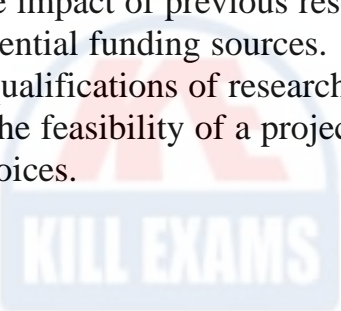 e impact of previous res
ential funding sources.
ualifications of research
he feasibility of a projec
oices.
KILL EXAMS